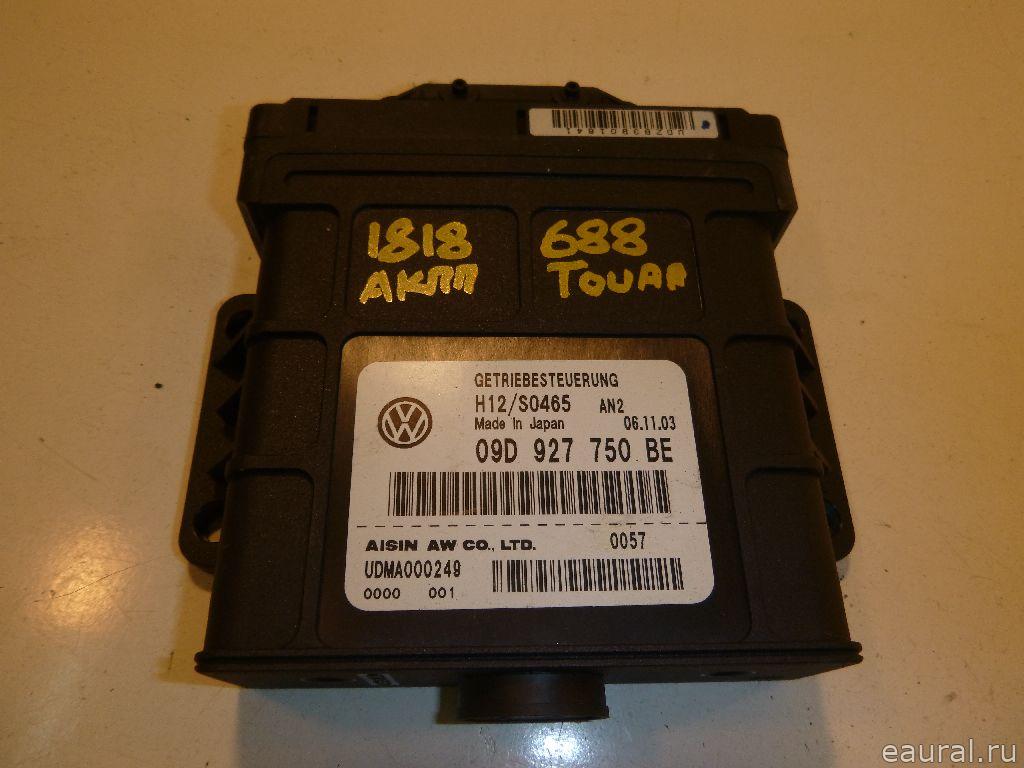 1818
АКПП
688
TOUAR
GETRIEBESTEUERUNG
H12/S0465 AN2
Made In Japan 06.11.03
09D 927 750 BE
AISIN AW CO., LTD. 0057
UDMA000249
0000 001
eaural.ru